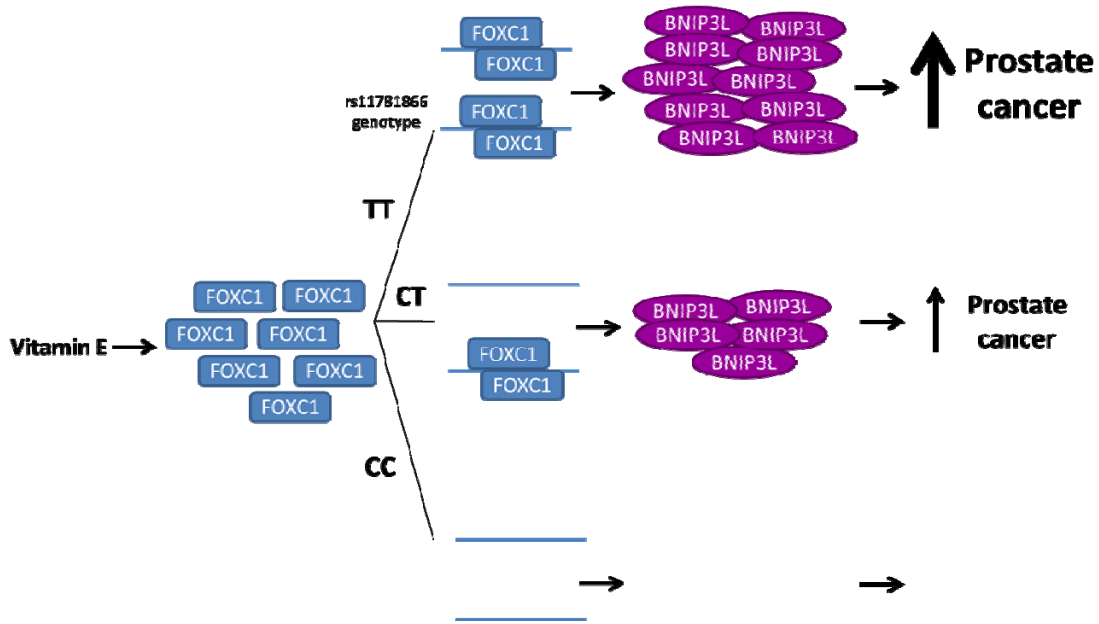 FOXC1
FOXC1
rs11781866
genotype
FOXC1
FOXC1
BNIP3L
BNIP3L
BNIP3L
BNIP3L
BNIP3L
BNIP3L
BNIP3L
BNIP3L
BNIP3L
BNIP3L
Prostate
cancer
TT
Vitamin E
FOXC1
FOXC1
FOXC1
FOXC1
FOXC1
FOXC1
FOXC1
CT
FOXC1
FOXC1
BNIP3L
BNIP3L
BNIP3L
BNIP3L
BNIP3L
Prostate
cancer
CC